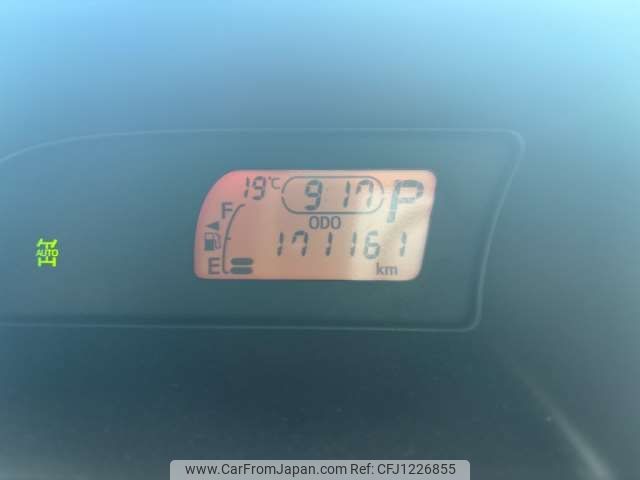 19°C 9:17 P
F
ODO
171161
E
km
AUTO
www.CarFromJapan.com Ref:CFJ1226855